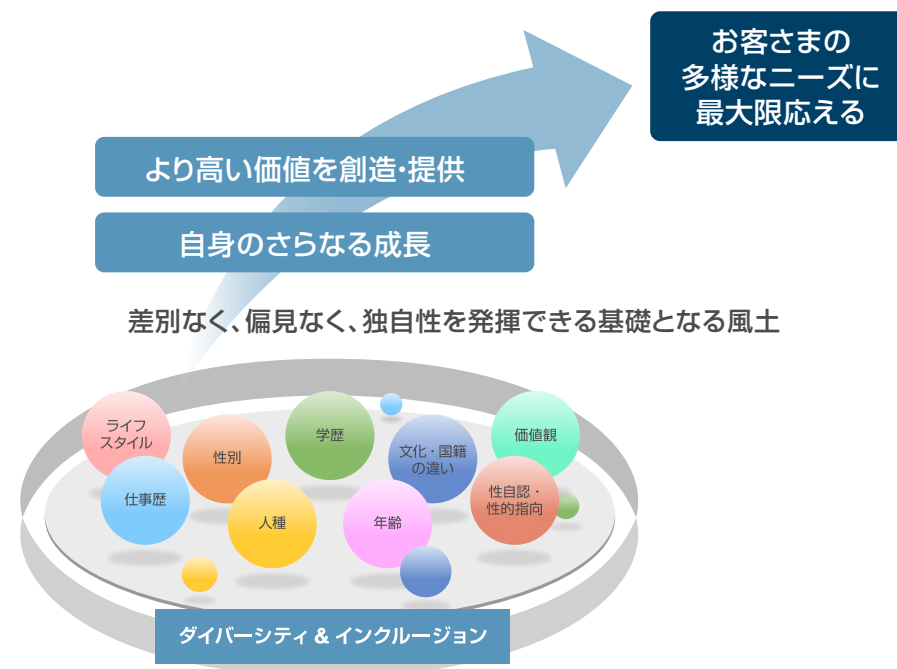 お客さまの
多様なニーズに
最大限応える
より高い価値を創造・提供
自身のさらなる成長
差別なく、偏見なく、独自性を発揮できる基礎となる風土
ライフ
スタイル
性別
学歴
文化・国籍
の違い
価値観
仕事歴
人種
年齢
性自認・
性的指向
ダイバーシティ & インクルージョン